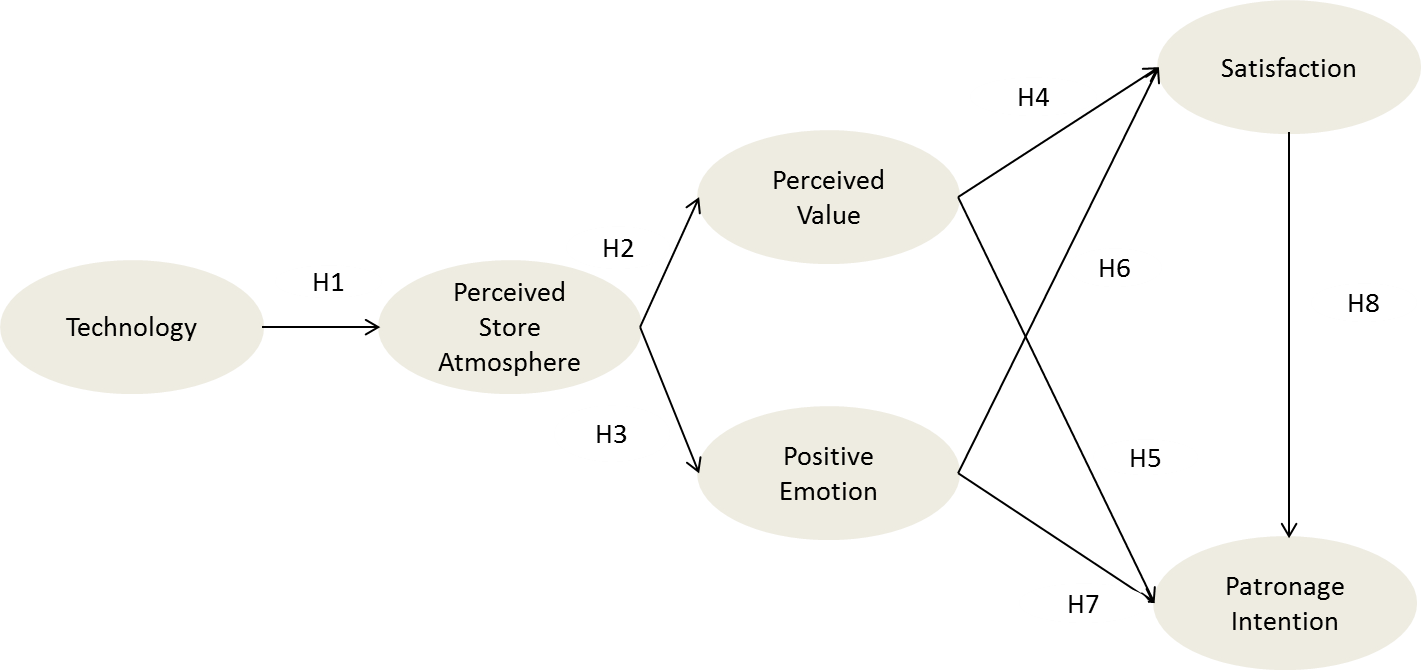 Technology
H1
Perceived
Store
Atmosphere
H2
H3
Perceived
Value
Positive
Emotion
H4
H6
H5
H7
Satisfaction
H8
Patronage
Intention